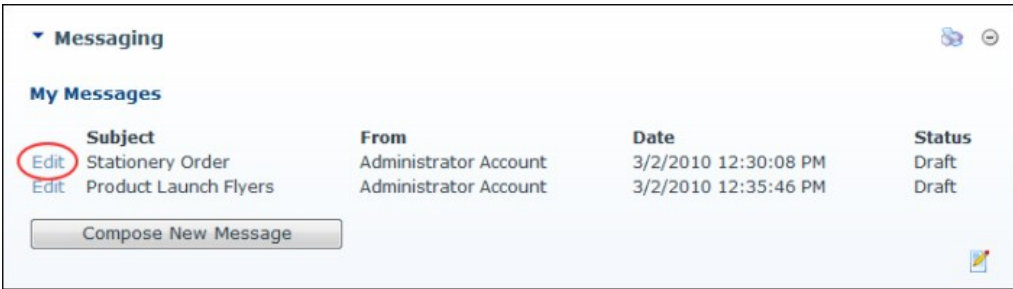 Messaging
My Messages
Subject From Date Status
Edit Stationery Order Administrator Account 3/2/2010 12:30:08 PM Draft
Edit Product Launch Flyers Administrator Account 3/2/2010 12:35:46 PM Draft
Compose New Message